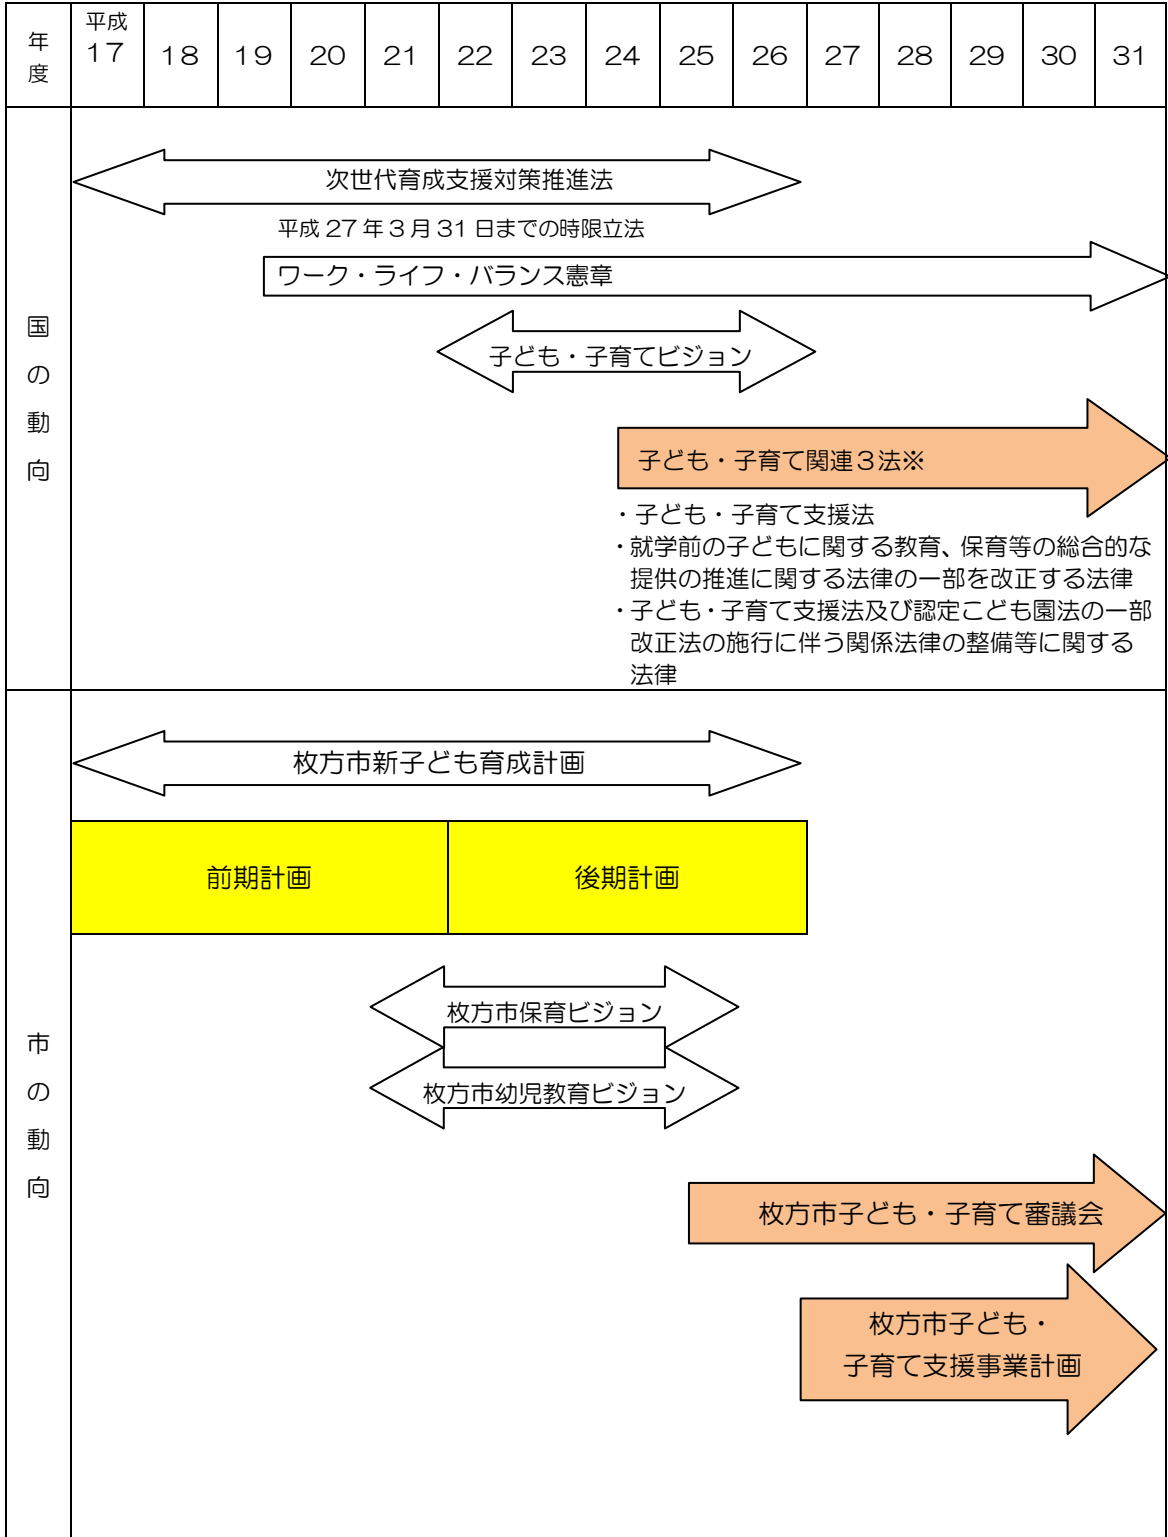 年度
平成
17 18 19 20 21 22 23 24 25 26 27 28 29 30 31
国の動向
次世代育成支援対策推進法
平成 27 年 3 月 31 日までの時限立法
ワーク・ライフ・バランス憲章
子ども・子育てビジョン
子ども・子育て関連3法※
・子ども・子育て支援法
・就学前の子どもに関する教育、保育等の総合的な
提供の推進に関する法律の一部を改正する法律
・子ども・子育て支援法及び認定こども園法の一部
改正法の施行に伴う関係法律の整備等に関する
法律
市の動向
枚方市新子ども育成計画
前期計画 後期計画
枚方市保育ビジョン
枚方市幼児教育ビジョン
枚方市子ども・子育て審議会
枚方市子ども・
子育て支援事業計画